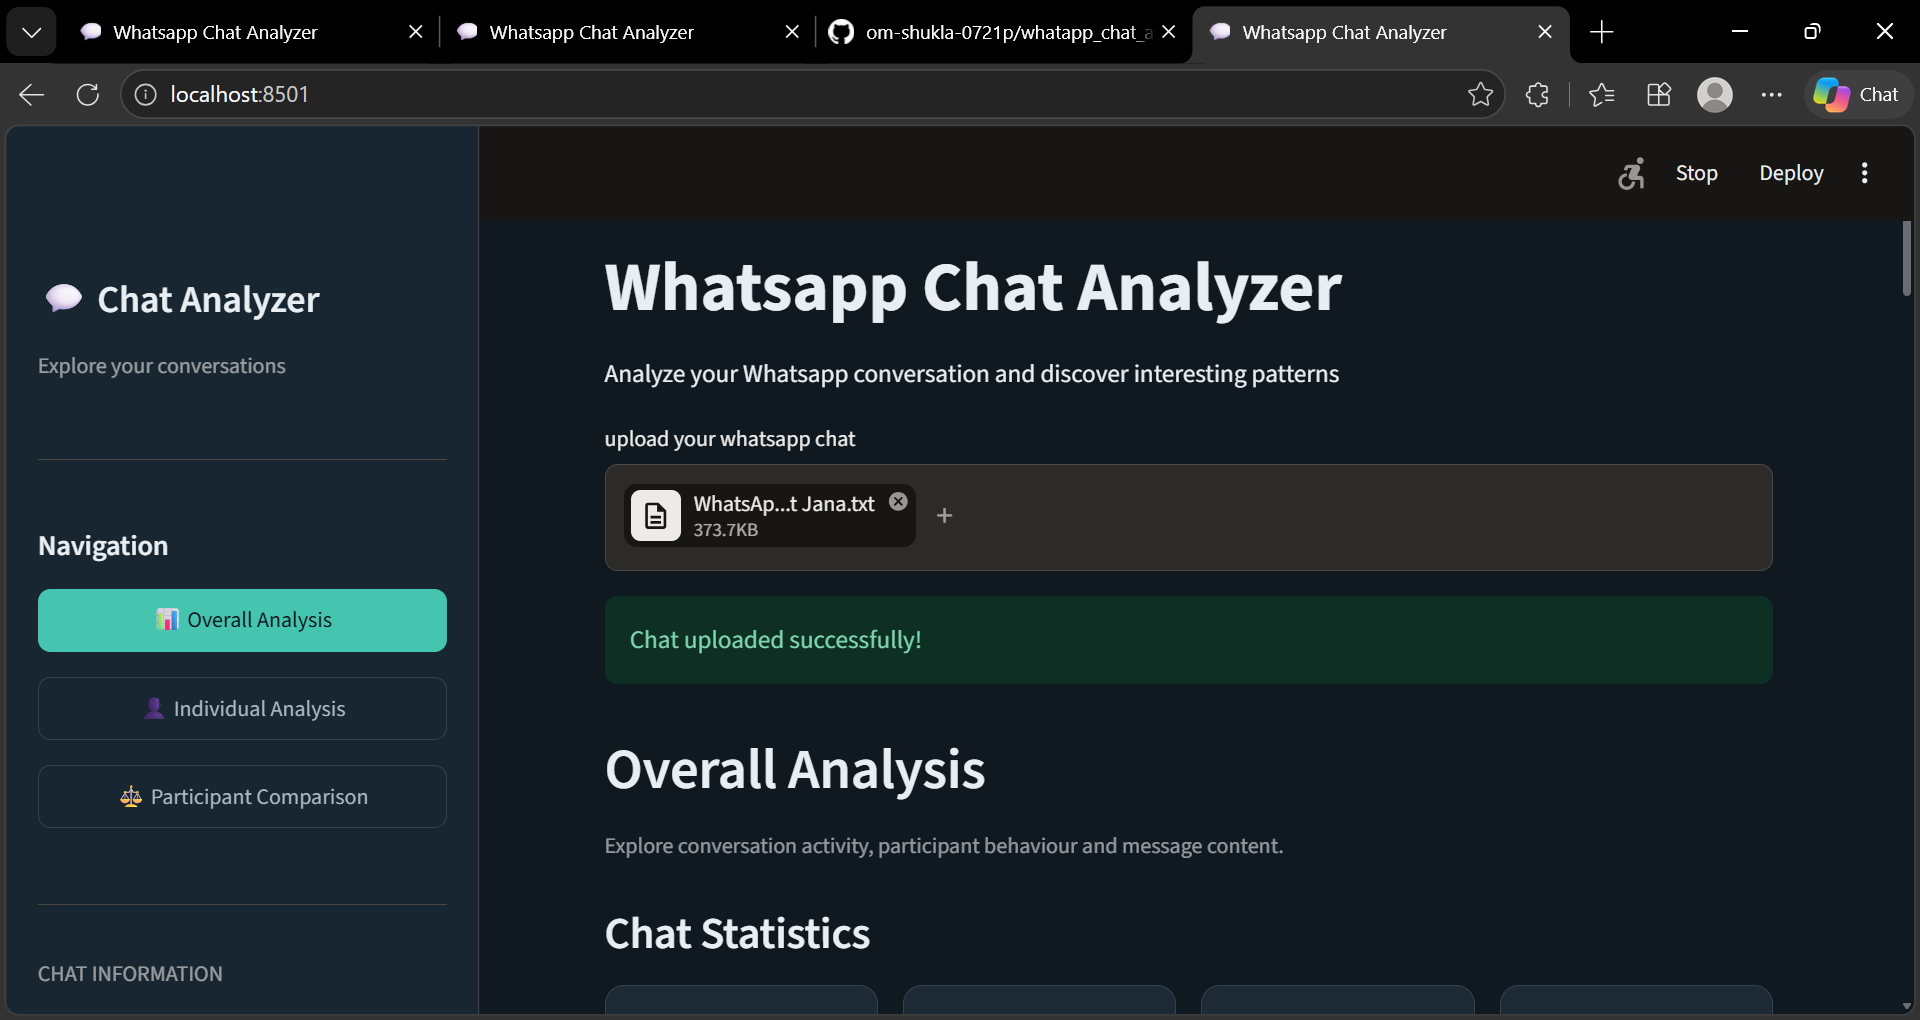 Whatsapp Chat Analyzer
Whatsapp Chat Analyzer
om-shukla-0721p/whatapp_chat_a
Whatsapp Chat Analyzer
localhost:8501
Chat
Stop
Deploy
Chat Analyzer
Explore your conversations
Navigation
Overall Analysis
Individual Analysis
Participant Comparison
CHAT INFORMATION
Whatsapp Chat Analyzer
Analyze your Whatsapp conversation and discover interesting patterns
upload your whatsapp chat
WhatsAp...t Jana.txt
373.7KB
Chat uploaded successfully!
Overall Analysis
Explore conversation activity, participant behaviour and message content.
Chat Statistics